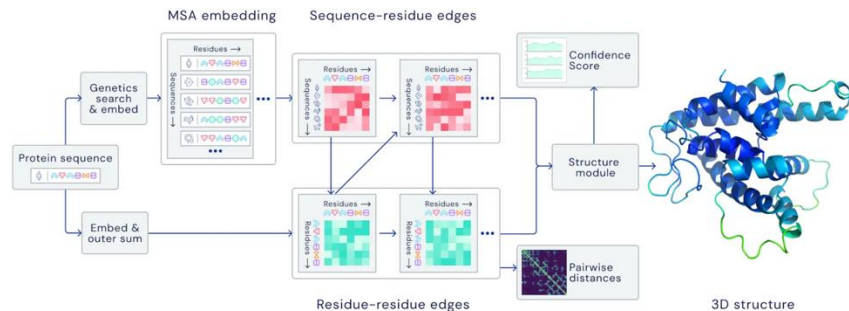 MSA embedding
Sequence-residue edges
Residues →
Sequences →
•••
•••
Genetics
search
& embed
Residues →
Sequences →
Residues →
Sequences →
•••
Confidence
Score
Protein sequence
Structure
module
Embed &
outer sum
Residues →
Residues →
Residues →
Residues →
•••
Pairwise
distances
Residue-residue edges
3D structure